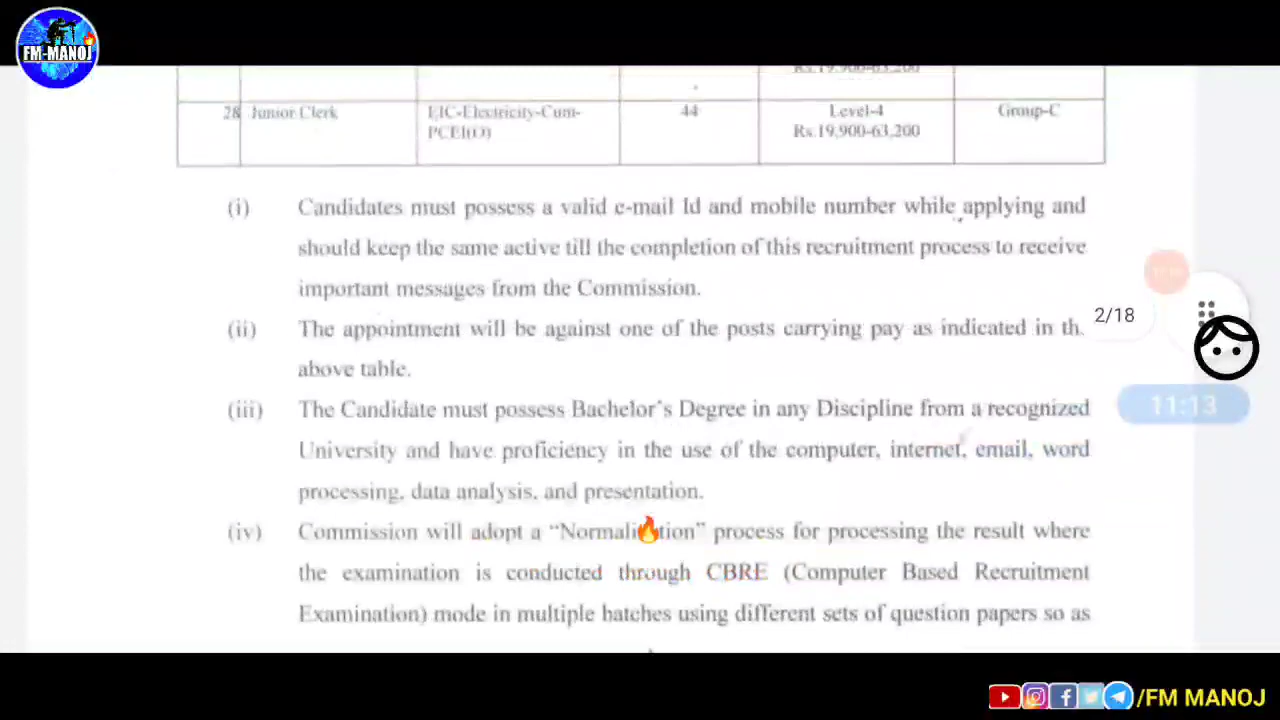 FM-MANOJ
Rs.19,900-63,200
28 Junior Clerk EIC-Electricity-Cum- 44 Level-4 Group-C
PCEI(O) Rs.19,900-63,200
(i) Candidates must possess a valid e-mail Id and mobile number while applying and
should keep the same active till the completion of this recruitment process to receive
important messages from the Commission.
(ii) The appointment will be against one of the posts carrying pay as indicated in th
2/18
above table.
(iii) The Candidate must possess Bachelor's Degree in any Discipline from a recognized
11:13
University and have proficiency in the use of the computer, internet, email, word
processing, data analysis, and presentation.
(iv) Commission will adopt a “Normali🔥tion” process for processing the result where
the examination is conducted through CBRE (Computer Based Recruitment
Examination) mode in multiple batches using different sets of question papers so as
/FM MANOJ